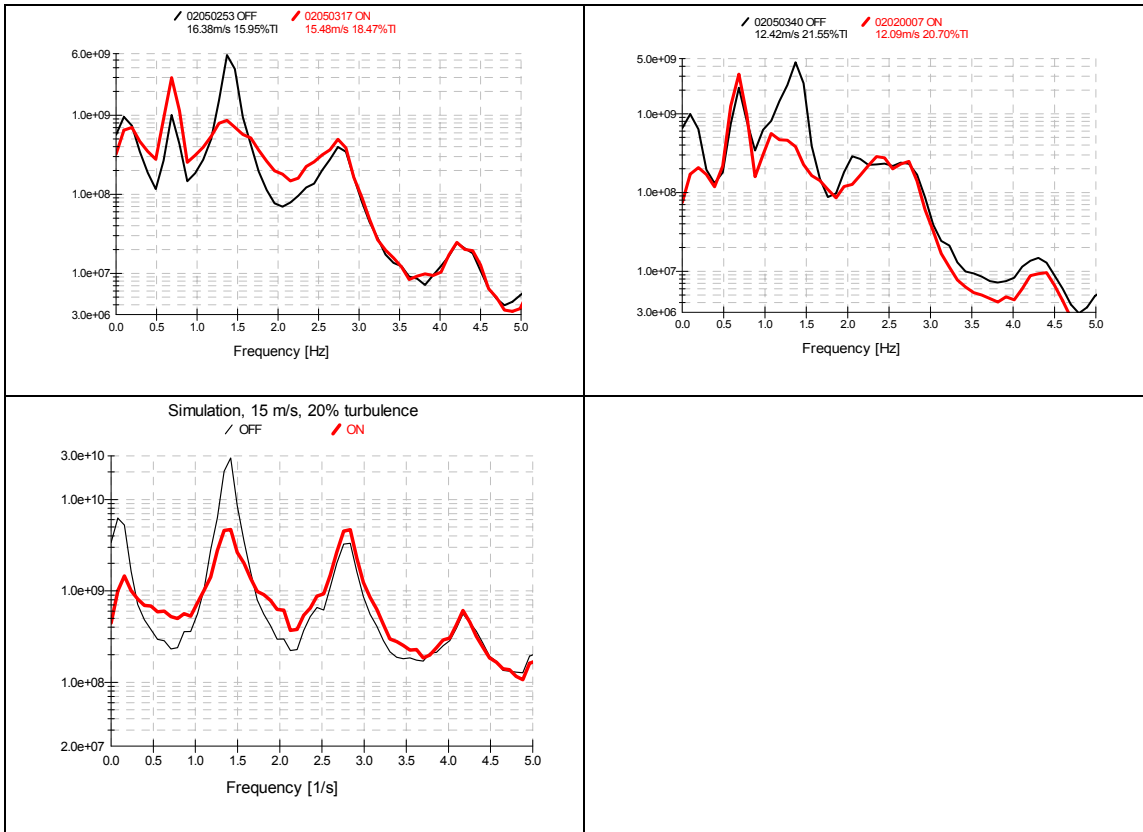 02050253 OFF 02050317 ON
16.38m/s 15.95%TI 15.48m/s 18.47%TI
6.0e+09
1.0e+09
1.0e+08
1.0e+07
3.0e+06
0.0 0.5 1.0 1.5 2.0 2.5 3.0 3.5 4.0 4.5 5.0
Frequency [Hz]
02050340 OFF 02020007 ON
12.42m/s 21.55%TI 12.09m/s 20.70%TI
5.0e+09
1.0e+09
1.0e+08
1.0e+07
3.0e+06
0.0 0.5 1.0 1.5 2.0 2.5 3.0 3.5 4.0 4.5 5.0
Frequency [Hz]
Simulation, 15 m/s, 20% turbulence
OFF ON
3.0e+10
1.0e+10
1.0e+09
1.0e+08
2.0e+07
0.0 0.5 1.0 1.5 2.0 2.5 3.0 3.5 4.0 4.5 5.0
Frequency [1/s]